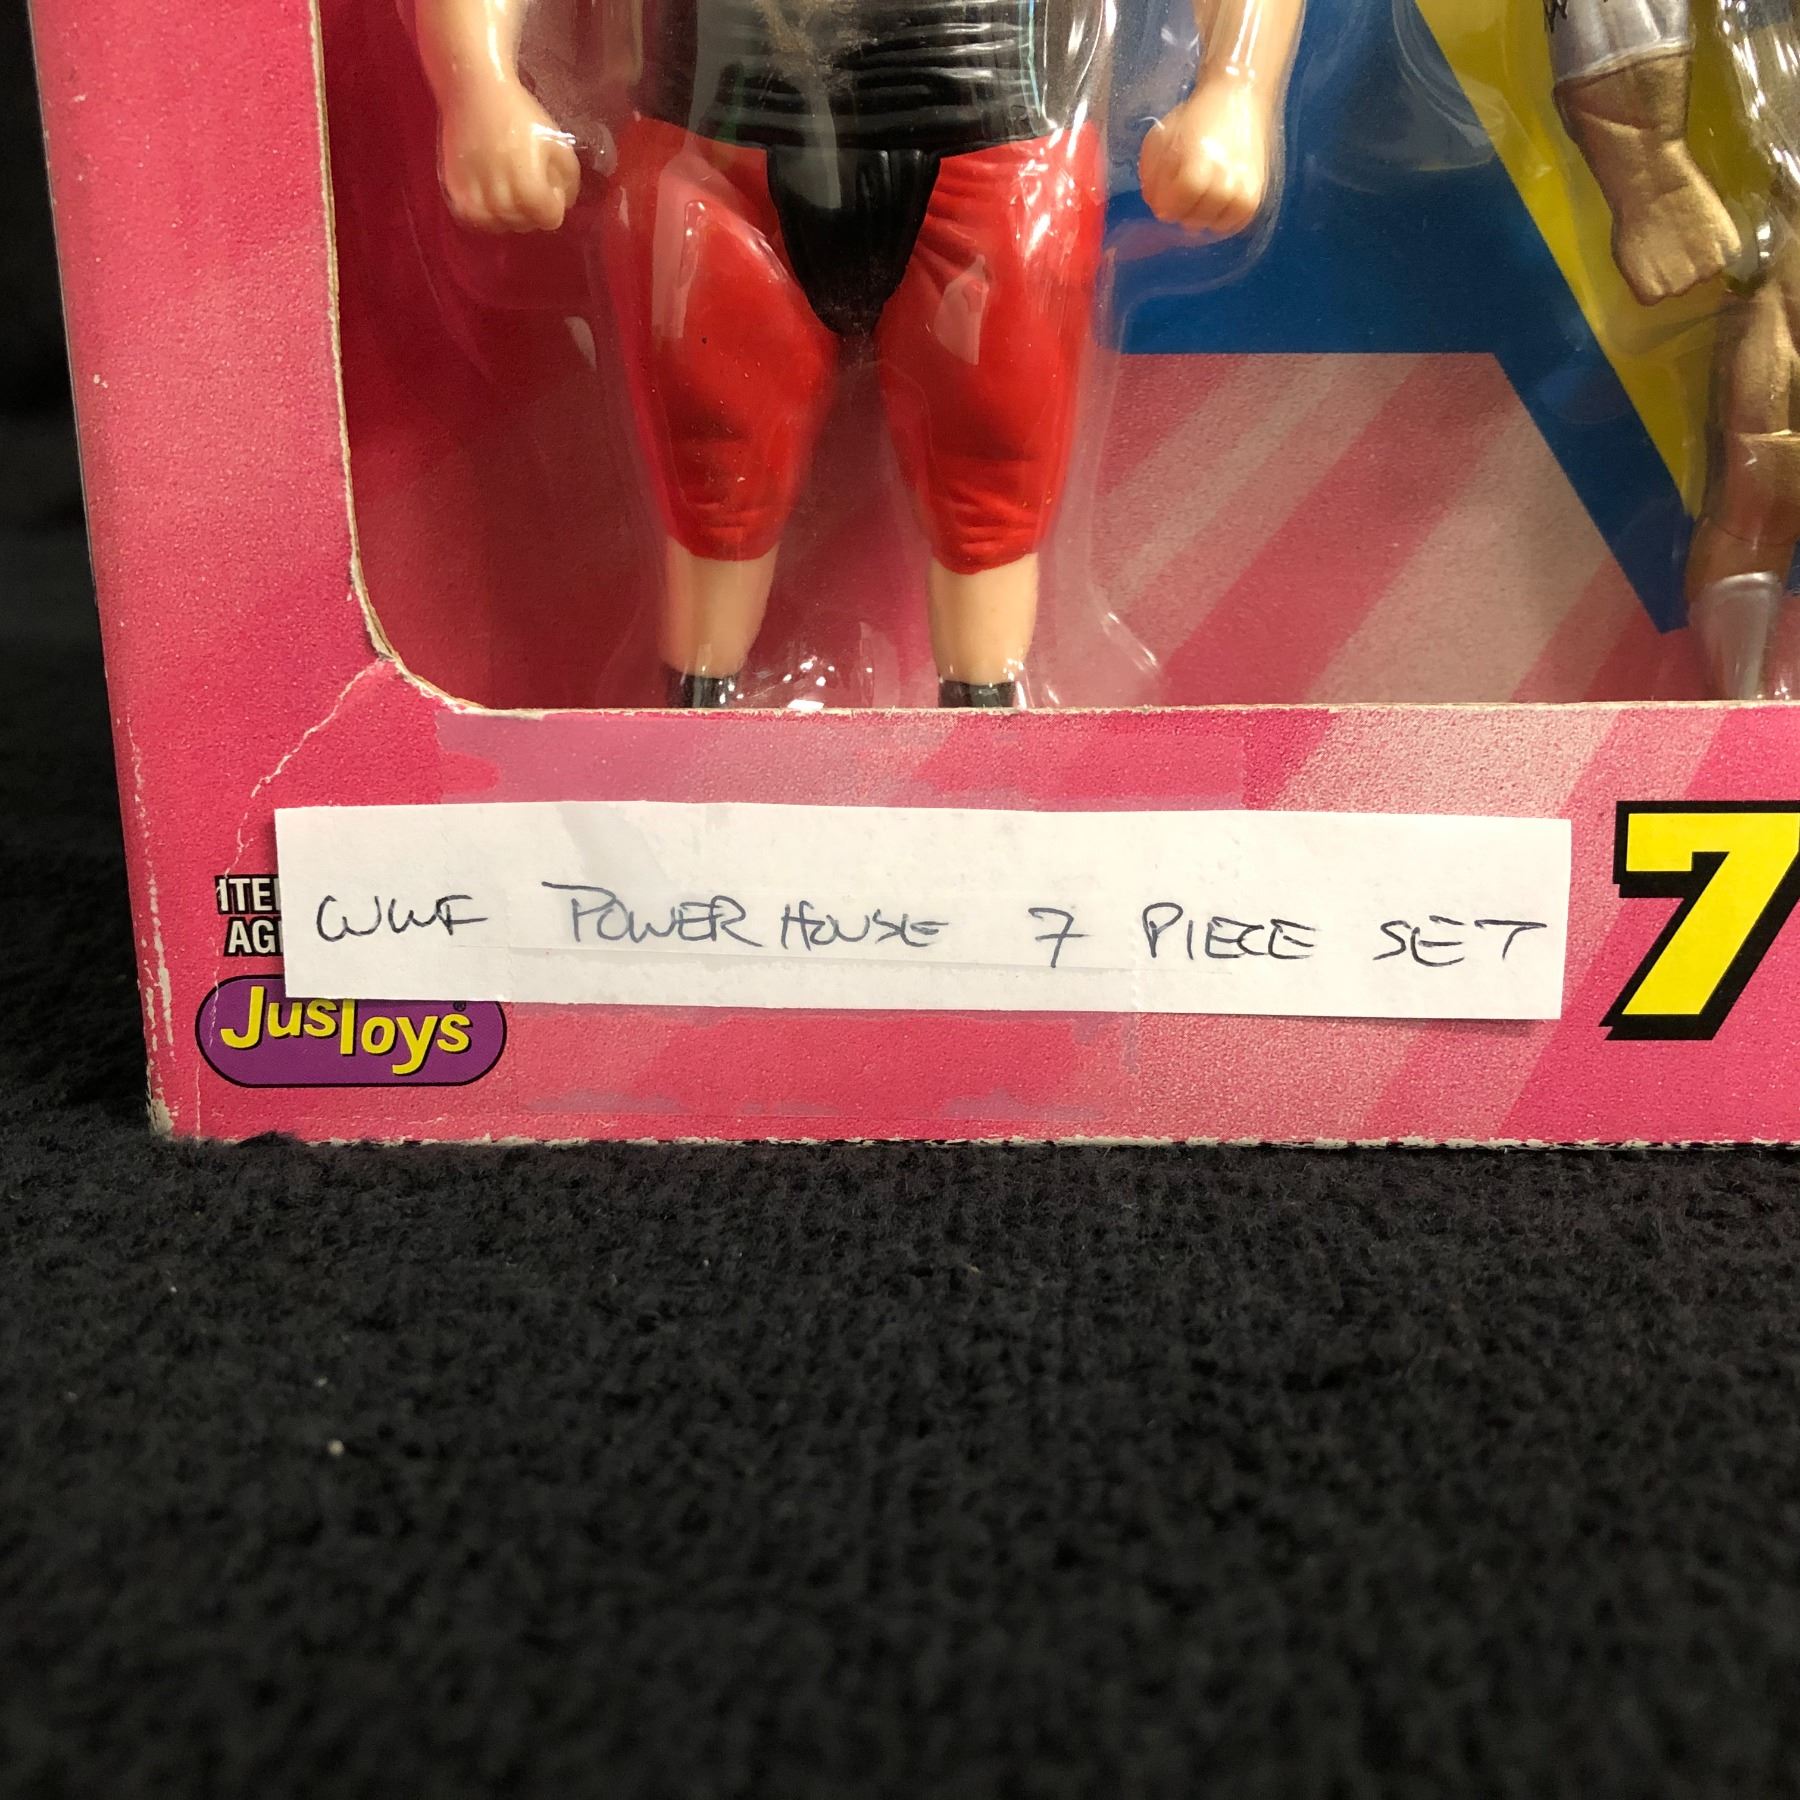 ITE
AG
WWF POWER HOUSE 7 PIECE SET
7
JusToys